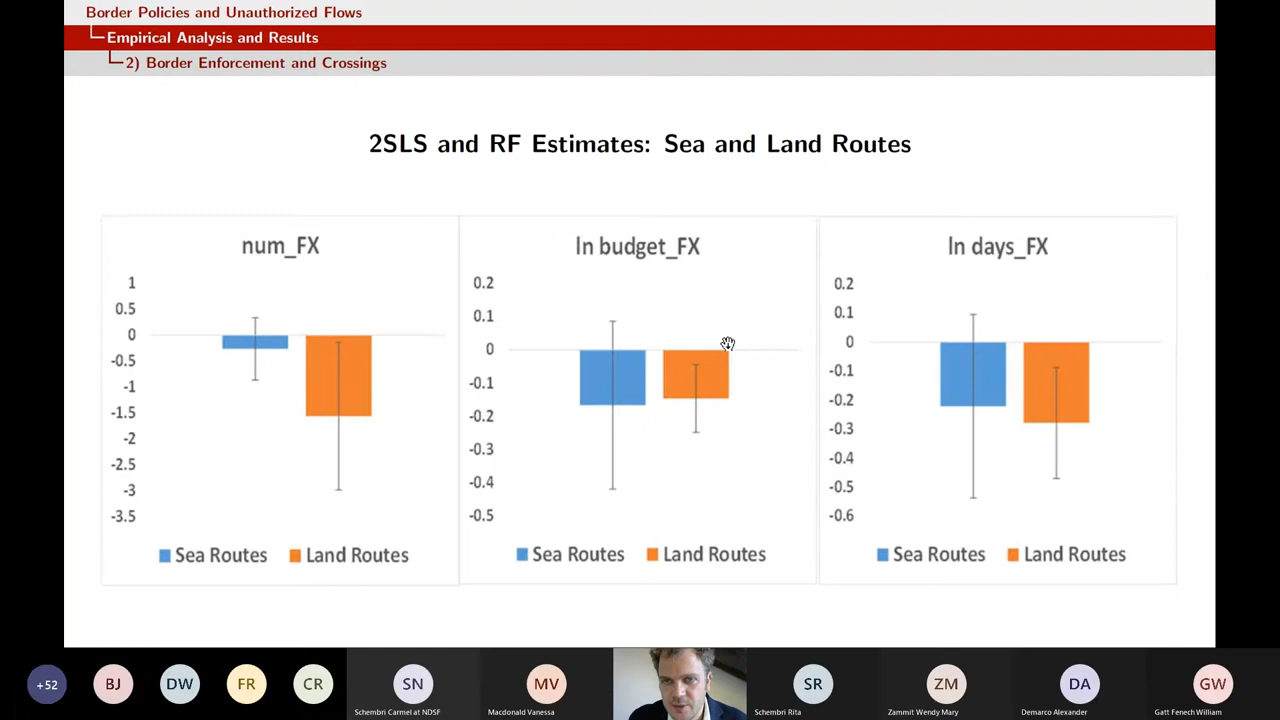 Border Policies and Unauthorized Flows
Empirical Analysis and Results
2) Border Enforcement and Crossings
2SLS and RF Estimates: Sea and Land Routes
num_FX
1
0.5
0
-0.5
-1
-1.5
-2
-2.5
-3
-3.5
Sea Routes Land Routes
ln budget_FX
0.2
0.1
0
-0.1
-0.2
-0.3
-0.4
-0.5
Sea Routes Land Routes
ln days_FX
0.2
0.1
0
-0.1
-0.2
-0.3
-0.4
-0.5
-0.6
Sea Routes Land Routes
+52 BJ DW FR CR SN MV SR ZM DA GW
Schembri Carmel at NDSF Macdonald Vanessa Schembri Rita Zammit Wendy Mary Demarco Alexander Gatt Fenech William